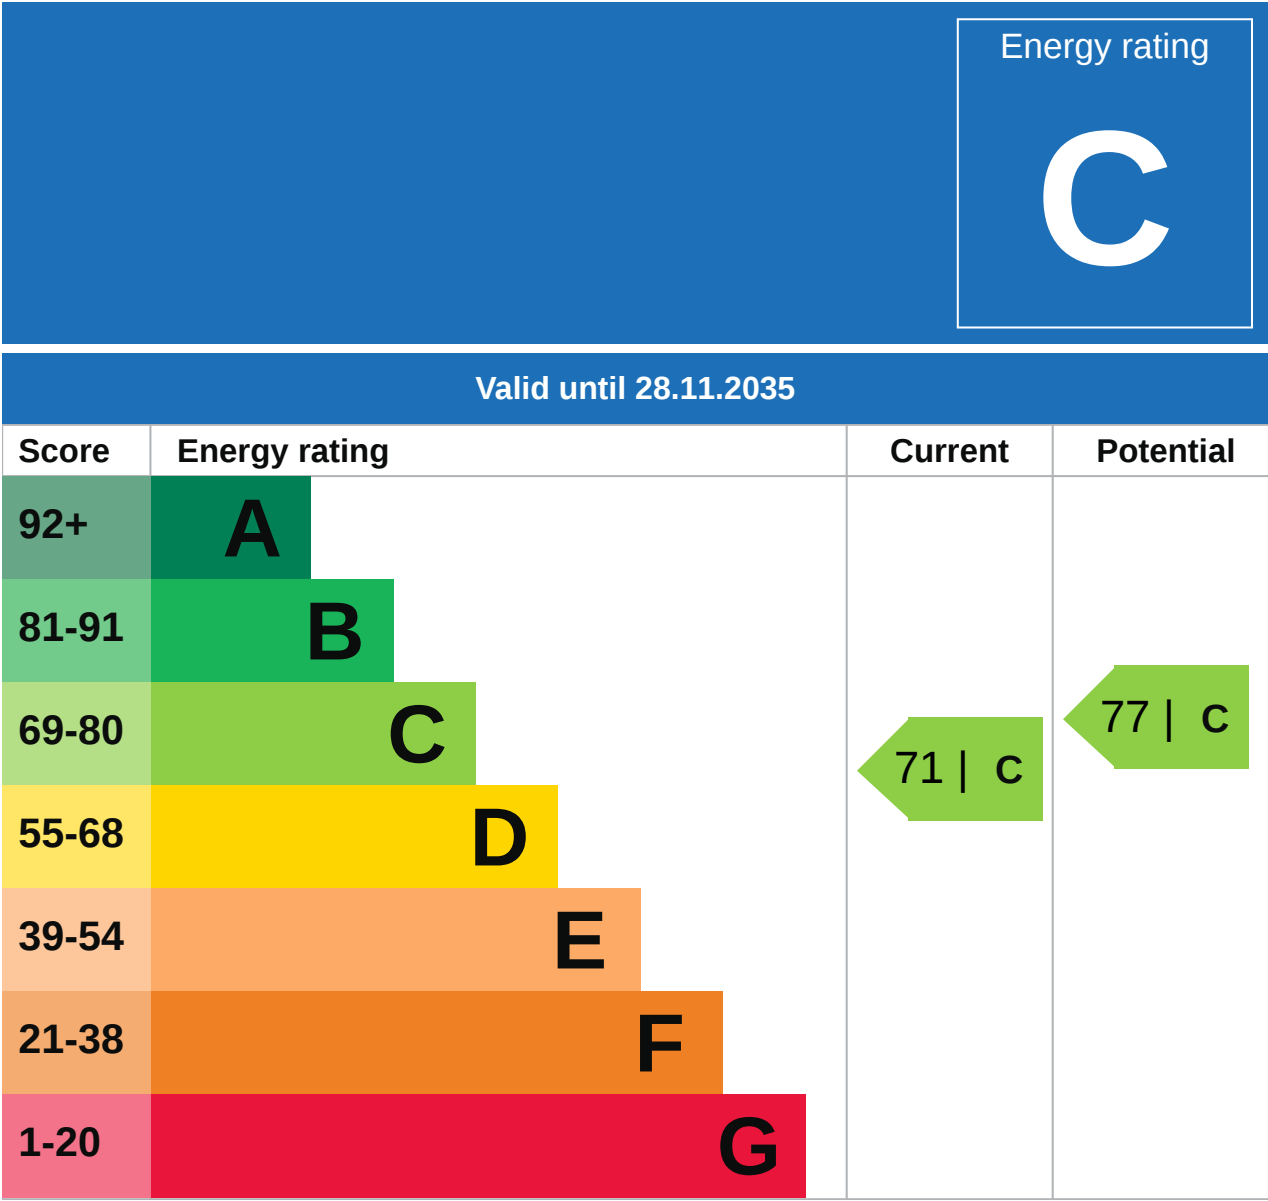 Energy rating
C
Valid until 28.11.2035
Score Energy rating Current Potential
92+ A
81-91 B
69-80 C
77 | C
71 | C
55-68 D
39-54 E
21-38 F
1-20 G